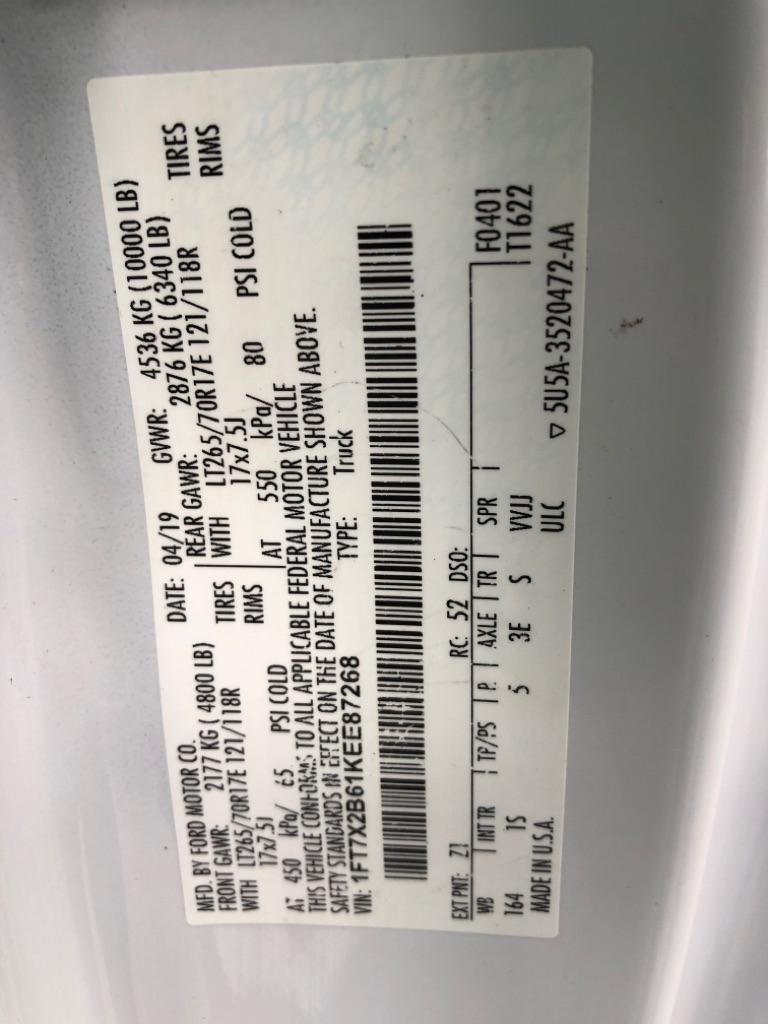 MFD. BY FORD MOTOR CO.
DATE: 04/19 GVWR: 4536 KG (10000 LB)
FRONT GAWR: 2177 KG ( 4800 LB)
REAR GAWR: 2876 KG ( 6340 LB)
WITH LT265/70R17E 121/118R TIRES
WITH LT265/70R17E 121/118R TIRES
17x7.5J RIMS
17x7.5J RIMS
AT 450 kPa/ 65 PSI COLD
AT 550 kPa/ 80 PSI COLD
THIS VEHICLE CONFORMS TO ALL APPLICABLE FEDERAL MOTOR VEHICLE
SAFETY STANDARDS IN EFFECT ON THE DATE OF MANUFACTURE SHOWN ABOVE.
VIN: 1FT7X2B61KEE87268
TYPE: Truck
EXT PNT: Z1 RC: 52 DSO: F0401
WB INT TR TP/PS R AXLE TR SPR T1622
164 1S 5 3E S VVJJ
MADE IN U.S.A. ULC ▽ 5U5A-3520472-AA